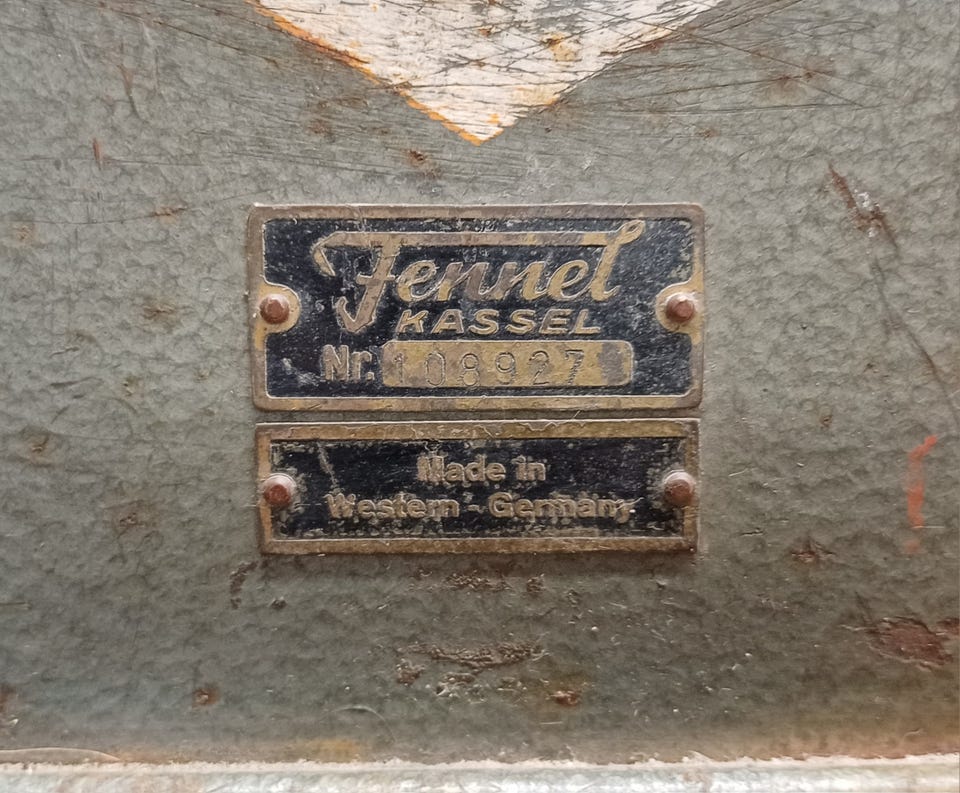 Fennel
KASSEL
Nr. 108927
Made in
Western - Germany